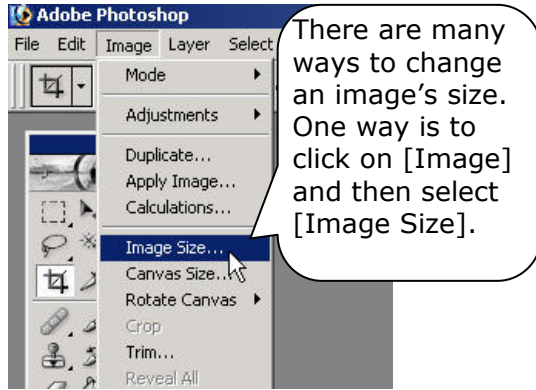 Adobe Photoshop
File Edit Image Layer Select
Mode
Adjustments
Duplicate...
Apply Image...
Calculations...
Image Size...
Canvas Size...
Rotate Canvas
Crop
Trim...
Reveal All
There are many
ways to change
an image’s size.
One way is to
click on [Image]
and then select
[Image Size].